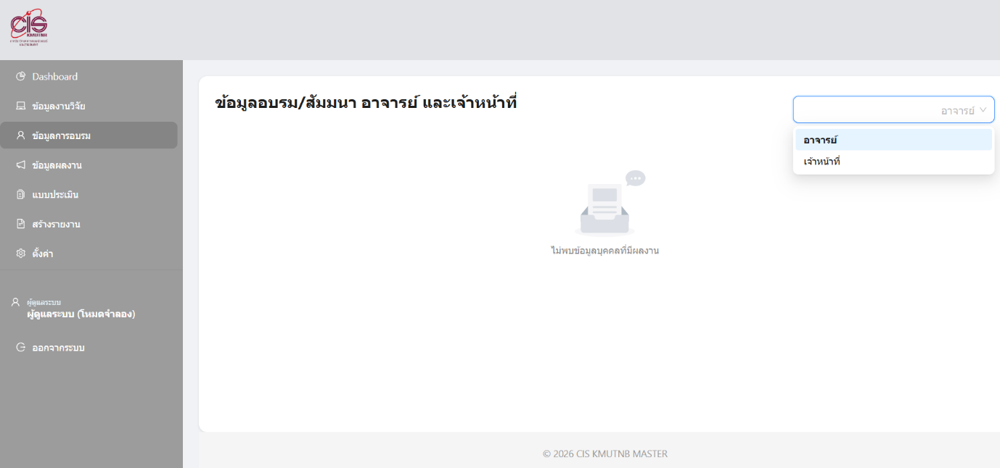 CIS
KMUTNB
Dashboard
ข้อมูลงานวิจัย
ข้อมูลการอบรม
ข้อมูลผลงาน
แบบประเมิน
สร้างรายงาน
ตั้งค่า
ผู้ดูแลระบบ
ผู้ดูแลระบบ (โหมดจำลอง)
ออกจากระบบ
ข้อมูลอบรม/สัมมนา อาจารย์ และเจ้าหน้าที่
อาจารย์
อาจารย์
เจ้าหน้าที่
ไม่พบข้อมูลบุคคลที่มีผลงาน
© 2026 CIS KMUTNB MASTER